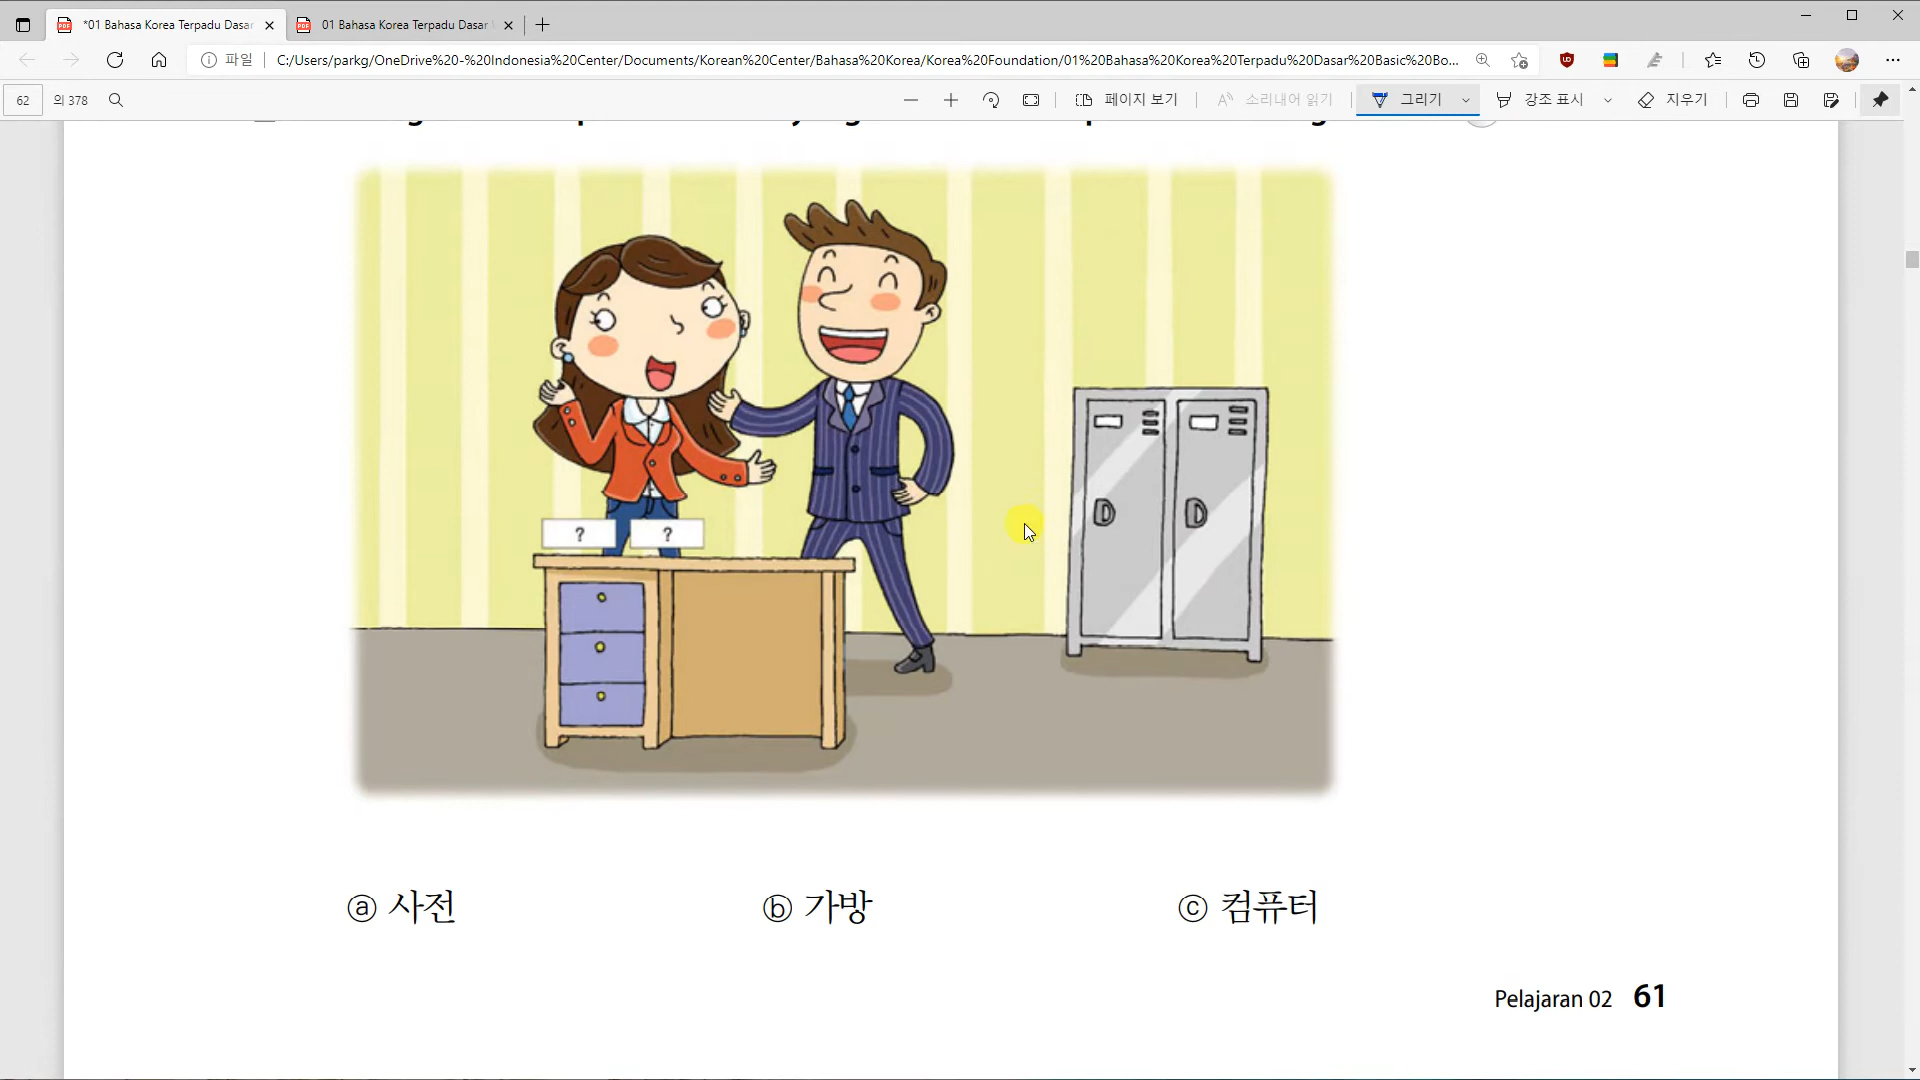 *01 Bahasa Korea Terpadu Dasar
01 Bahasa Korea Terpadu Dasar
파일
C:/Users/parkg/OneDrive%20-%20Indonesia%20Center/Documents/Korean%20Center/Bahasa%20Korea/Korea%20Foundation/01%20Bahasa%20Korea%20Terpadu%20Dasar%20Basic%20Bo...
62 의 378
페이지 보기
소리내어 읽기
그리기
강조 표시
지우기
? ?
ⓐ 사전
ⓑ 가방
ⓒ 컴퓨터
Pelajaran 02 61